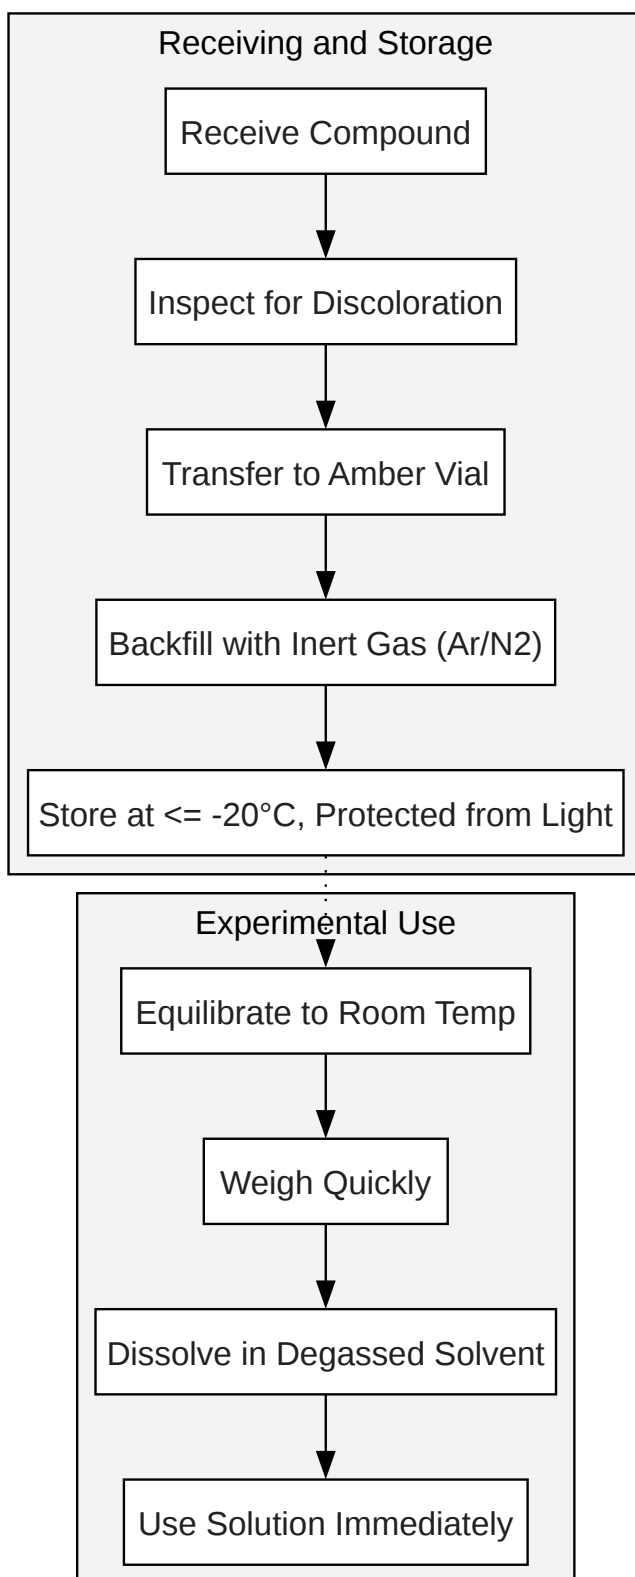 Receiving and Storage
Receive Compound
Inspect for Discoloration
Transfer to Amber Vial
Backfill with Inert Gas (Ar/N2)
Store at <= -20°C, Protected from Light
Experimental Use
Equilibrate to Room Temp
Weigh Quickly
Dissolve in Degassed Solvent
Use Solution Immediately